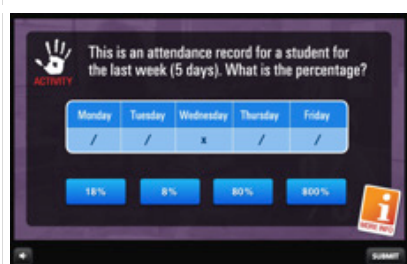 This is an attendance record for a student for
the last week (5 days). What is the percentage?
ACTIVITY
Monday Tuesday Wednesday Thursday Friday
/ / x / /
18% 8% 80% 800%
i
MORE INFO
SUBMIT